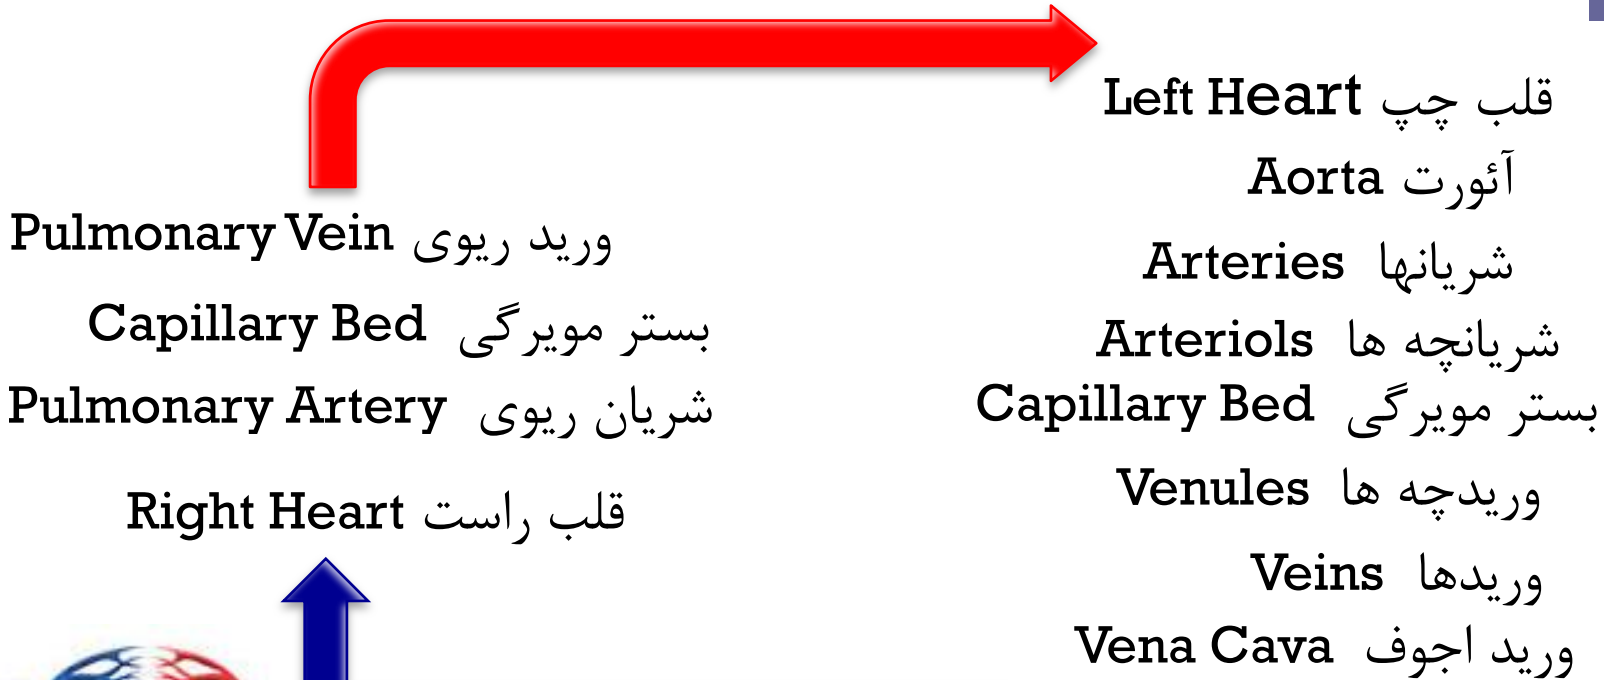 Pulmonary Vein ورید ریوی
Capillary Bed بستر مویرگی
Pulmonary Artery شریان ریوی
Right Heart قلب راست
Left Heart قلب چپ
Aorta آئورت
Arteries شریانها
Arteriols شریانچه ها
Capillary Bed بستر مویرگی
Venules وریدچه ها
Veins وریدها
Vena Cava ورید اجوف